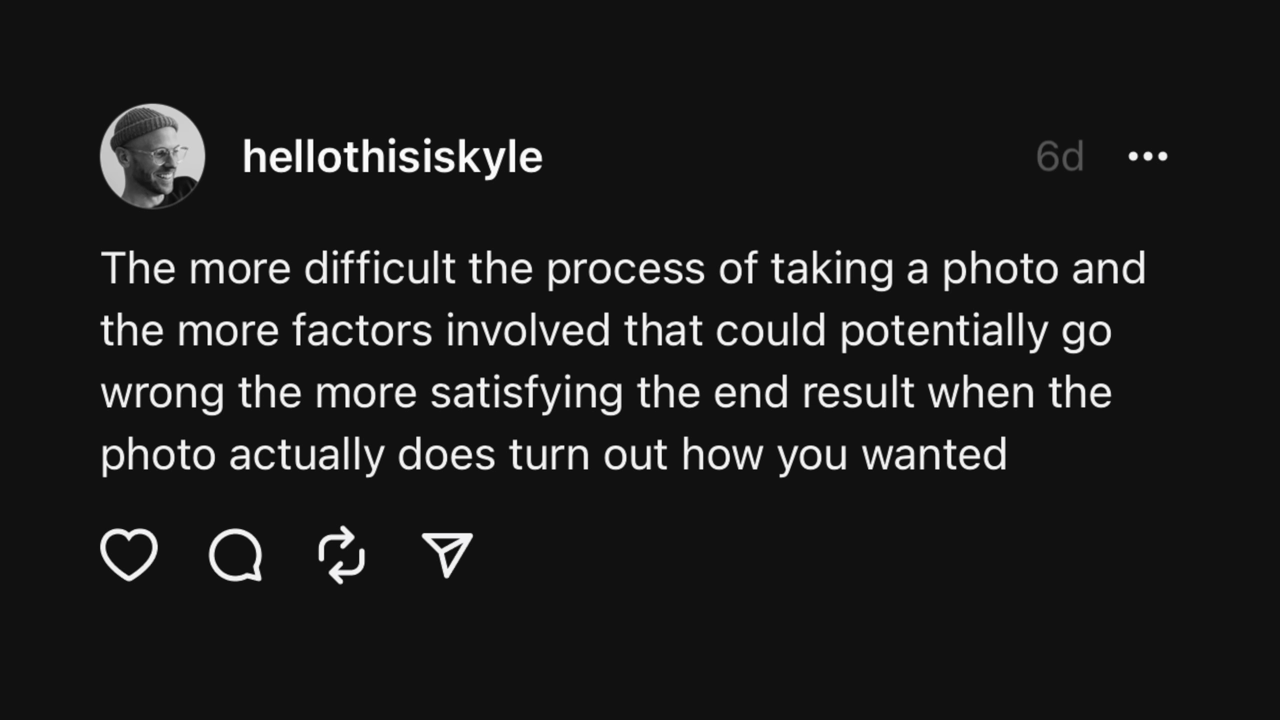 hellothisiskyle
6d
The more difficult the process of taking a photo and
the more factors involved that could potentially go
wrong the more satisfying the end result when the
photo actually does turn out how you wanted